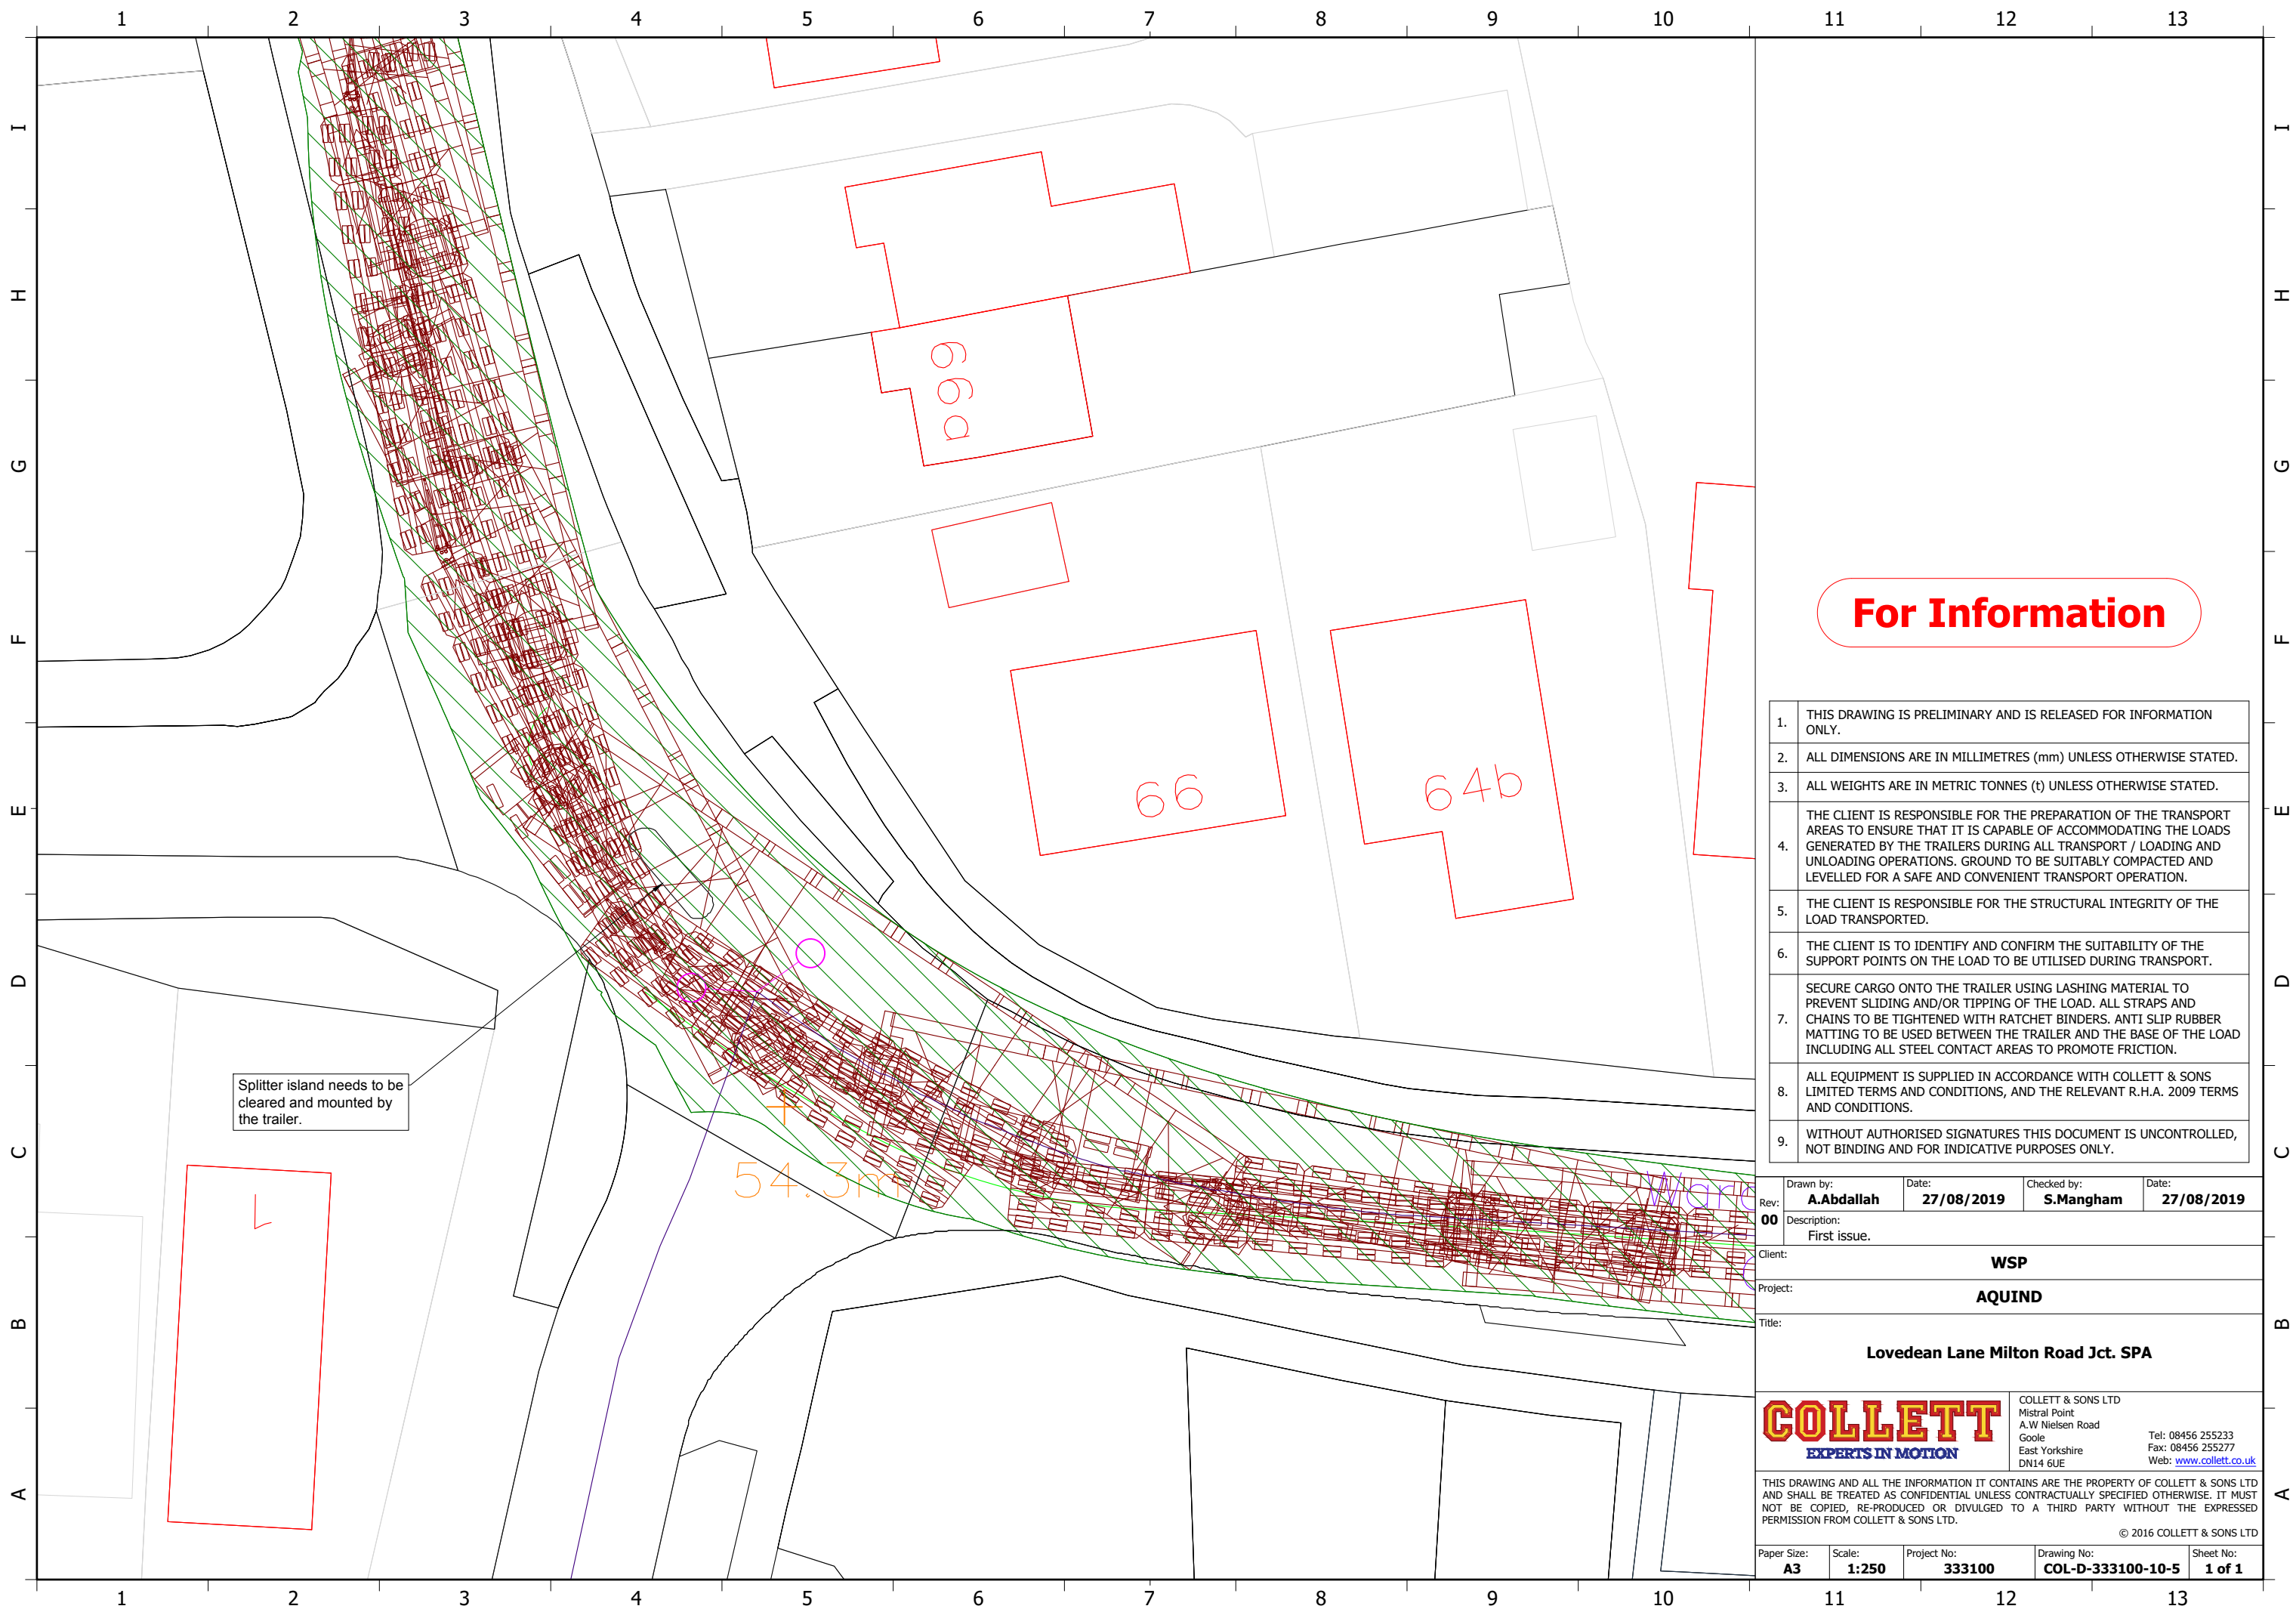 1 2 3 4 5 6 7 8 9 10 11 12 13
I I
H H
G G
F F
E E
D D
C C
B B
A A
69
69a
66
64b
1
54.3m
Splitter island needs to be
cleared and mounted by
the trailer.
For Information
1. THIS DRAWING IS PRELIMINARY AND IS RELEASED FOR INFORMATION
ONLY.
2. ALL DIMENSIONS ARE IN MILLIMETRES (mm) UNLESS OTHERWISE STATED.
3. ALL WEIGHTS ARE IN METRIC TONNES (t) UNLESS OTHERWISE STATED.
4. THE CLIENT IS RESPONSIBLE FOR THE PREPARATION OF THE TRANSPORT
AREAS TO ENSURE THAT IT IS CAPABLE OF ACCOMMODATING THE LOADS
GENERATED BY THE TRAILERS DURING ALL TRANSPORT / LOADING AND
UNLOADING OPERATIONS. GROUND TO BE SUITABLY COMPACTED AND
LEVELLED FOR A SAFE AND CONVENIENT TRANSPORT OPERATION.
5. THE CLIENT IS RESPONSIBLE FOR THE STRUCTURAL INTEGRITY OF THE
LOAD TRANSPORTED.
6. THE CLIENT IS TO IDENTIFY AND CONFIRM THE SUITABILITY OF THE
SUPPORT POINTS ON THE LOAD TO BE UTILISED DURING TRANSPORT.
7. SECURE CARGO ONTO THE TRAILER USING LASHING MATERIAL TO
PREVENT SLIDING AND/OR TIPPING OF THE LOAD. ALL STRAPS AND
CHAINS TO BE TIGHTENED WITH RATCHET BINDERS. ANTI SLIP RUBBER
MATTING TO BE USED BETWEEN THE TRAILER AND THE BASE OF THE LOAD
INCLUDING ALL STEEL CONTACT AREAS TO PROMOTE FRICTION.
8. ALL EQUIPMENT IS SUPPLIED IN ACCORDANCE WITH COLLETT & SONS
LIMITED TERMS AND CONDITIONS, AND THE RELEVANT R.H.A. 2009 TERMS
AND CONDITIONS.
9. WITHOUT AUTHORISED SIGNATURES THIS DOCUMENT IS UNCONTROLLED,
NOT BINDING AND FOR INDICATIVE PURPOSES ONLY.
Rev: Drawn by: Date: Checked by: Date:
00 A.Abdallah 27/08/2019 S.Mangham 27/08/2019
Description:
First issue.
Client:
WSP
Project:
AQUIND
Title:
Lovedean Lane Milton Road Jct. SPA
COLLETT
EXPERTS IN MOTION
COLLETT & SONS LTD
Mistral Point
A.W Nielsen Road
Goole
East Yorkshire
DN14 6UE
Tel: 08456 255233
Fax: 08456 255277
Web: www.collett.co.uk
THIS DRAWING AND ALL THE INFORMATION IT CONTAINS ARE THE PROPERTY OF COLLETT & SONS LTD
AND SHALL BE TREATED AS CONFIDENTIAL UNLESS CONTRACTUALLY SPECIFIED OTHERWISE. IT MUST
NOT BE COPIED, RE-PRODUCED OR DIVULGED TO A THIRD PARTY WITHOUT THE EXPRESSED
PERMISSION FROM COLLETT & SONS LTD.
© 2016 COLLETT & SONS LTD
Paper Size: Scale: Project No: Drawing No: Sheet No:
A3 1:250 333100 COL-D-333100-10-5 1 of 1
1 2 3 4 5 6 7 8 9 10 11 12 13